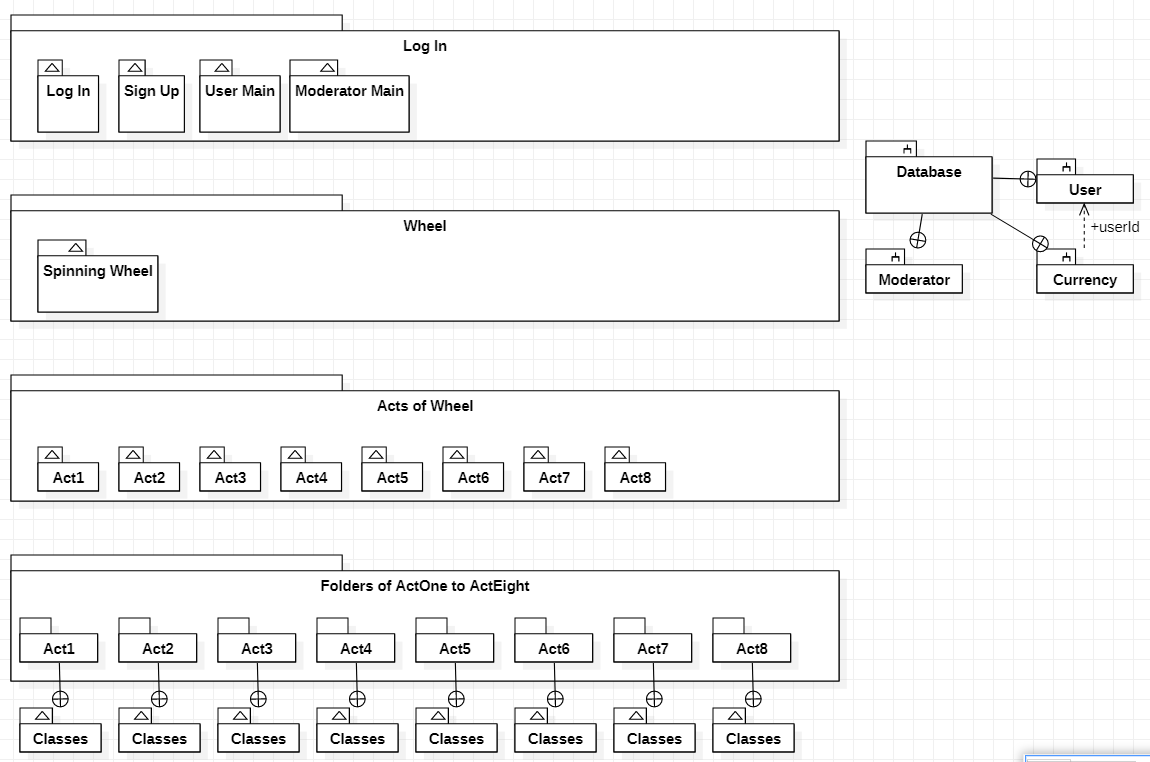 Log In
Log In
Sign Up
User Main
Moderator Main
Wheel
Spinning Wheel
Acts of Wheel
Act1
Act2
Act3
Act4
Act5
Act6
Act7
Act8
Folders of ActOne to ActEight
Act1
Act2
Act3
Act4
Act5
Act6
Act7
Act8
Classes
Classes
Classes
Classes
Classes
Classes
Classes
Classes
Database
User
+userId
Moderator
Currency